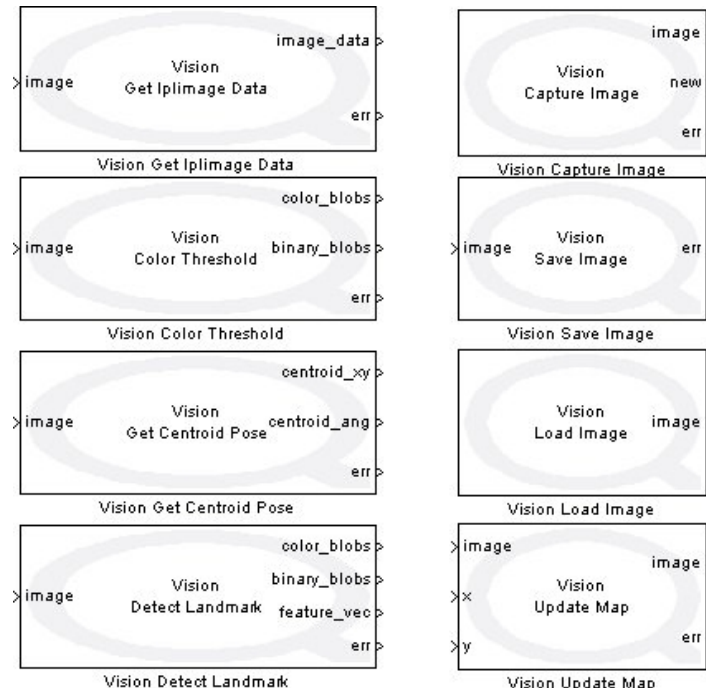 image_data
image
Vision
Get Iplimage Data
err
Vision Get Iplimage Data
image
Vision
Capture Image
new
err
Vision Capture Image
color_blobs
image
Vision
Color Threshold
binary_blobs
err
Vision Color Threshold
image
Vision
Save Image
err
Vision Save Image
centroid_xy
image
Vision
Get Centroid Pose
centroid_ang
err
Vision Get Centroid Pose
Vision
Load Image
image
Vision Load Image
color_blobs
image
Vision
Detect Landmark
binary_blobs
feature_vec
err
Vision Detect Landmark
image
x
y
Vision
Update Map
image
err
Vision Update Map